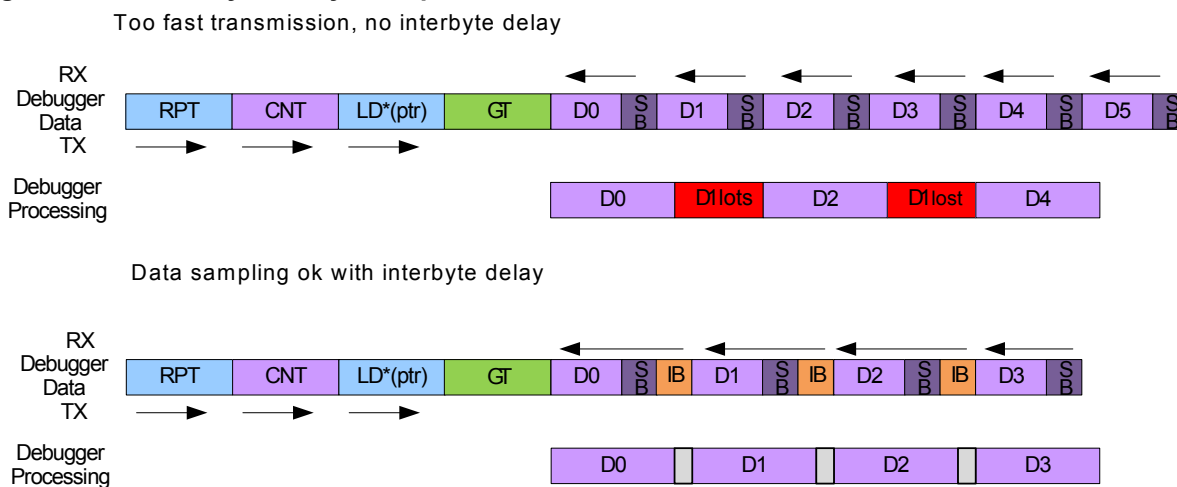 Too fast transmission, no interbyte delay
RX
Debugger
Data
TX
RPT CNT LD*(ptr) GT D0 SB D1 SB D2 SB D3 SB D4 SB D5 SB
Debugger
Processing
D0 D1lots D2 D1lost D4
Data sampling ok with interbyte delay
RX
Debugger
Data
TX
RPT CNT LD*(ptr) GT D0 SB IB D1 SB IB D2 SB IB D3 SB
Debugger
Processing
D0 D1 D2 D3